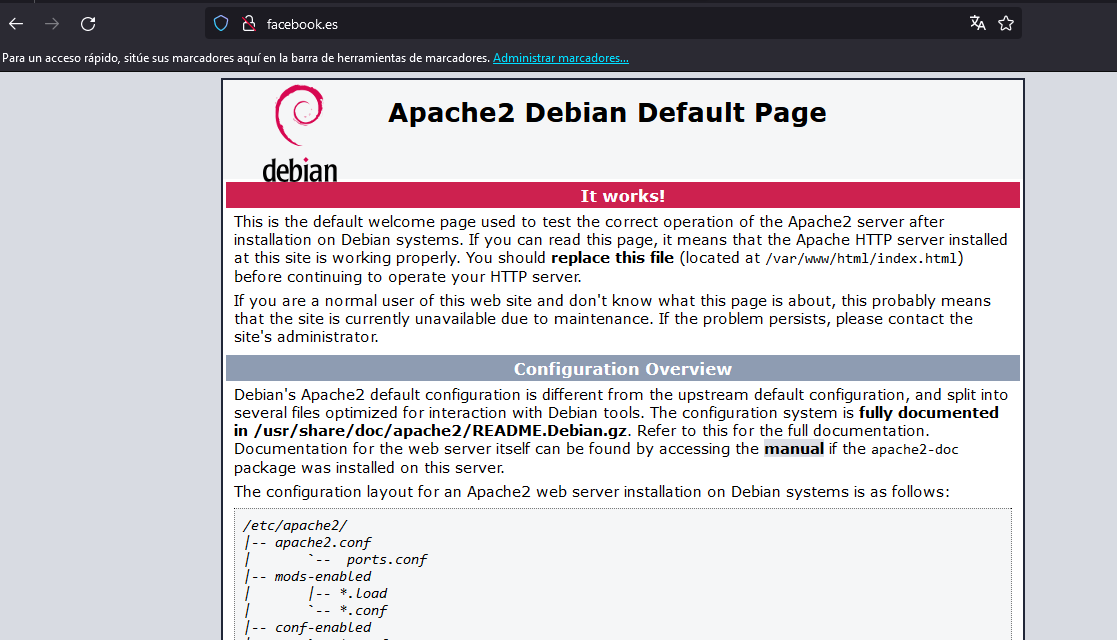 facebook.es
Para un acceso rápido, sitúe sus marcadores aquí en la barra de herramientas de marcadores. Administrar marcadores...
debian
Apache2 Debian Default Page
It works!
This is the default welcome page used to test the correct operation of the Apache2 server after
installation on Debian systems. If you can read this page, it means that the Apache HTTP server installed
at this site is working properly. You should replace this file (located at /var/www/html/index.html)
before continuing to operate your HTTP server.
If you are a normal user of this web site and don't know what this page is about, this probably means
that the site is currently unavailable due to maintenance. If the problem persists, please contact the
site's administrator.
Configuration Overview
Debian's Apache2 default configuration is different from the upstream default configuration, and split into
several files optimized for interaction with Debian tools. The configuration system is fully documented
in /usr/share/doc/apache2/README.Debian.gz. Refer to this for the full documentation.
Documentation for the web server itself can be found by accessing the manual if the apache2-doc
package was installed on this server.
The configuration layout for an Apache2 web server installation on Debian systems is as follows:
/etc/apache2/
|-- apache2.conf
|       `--  ports.conf
|-- mods-enabled
|       |-- *.load
|       `-- *.conf
|-- conf-enabled